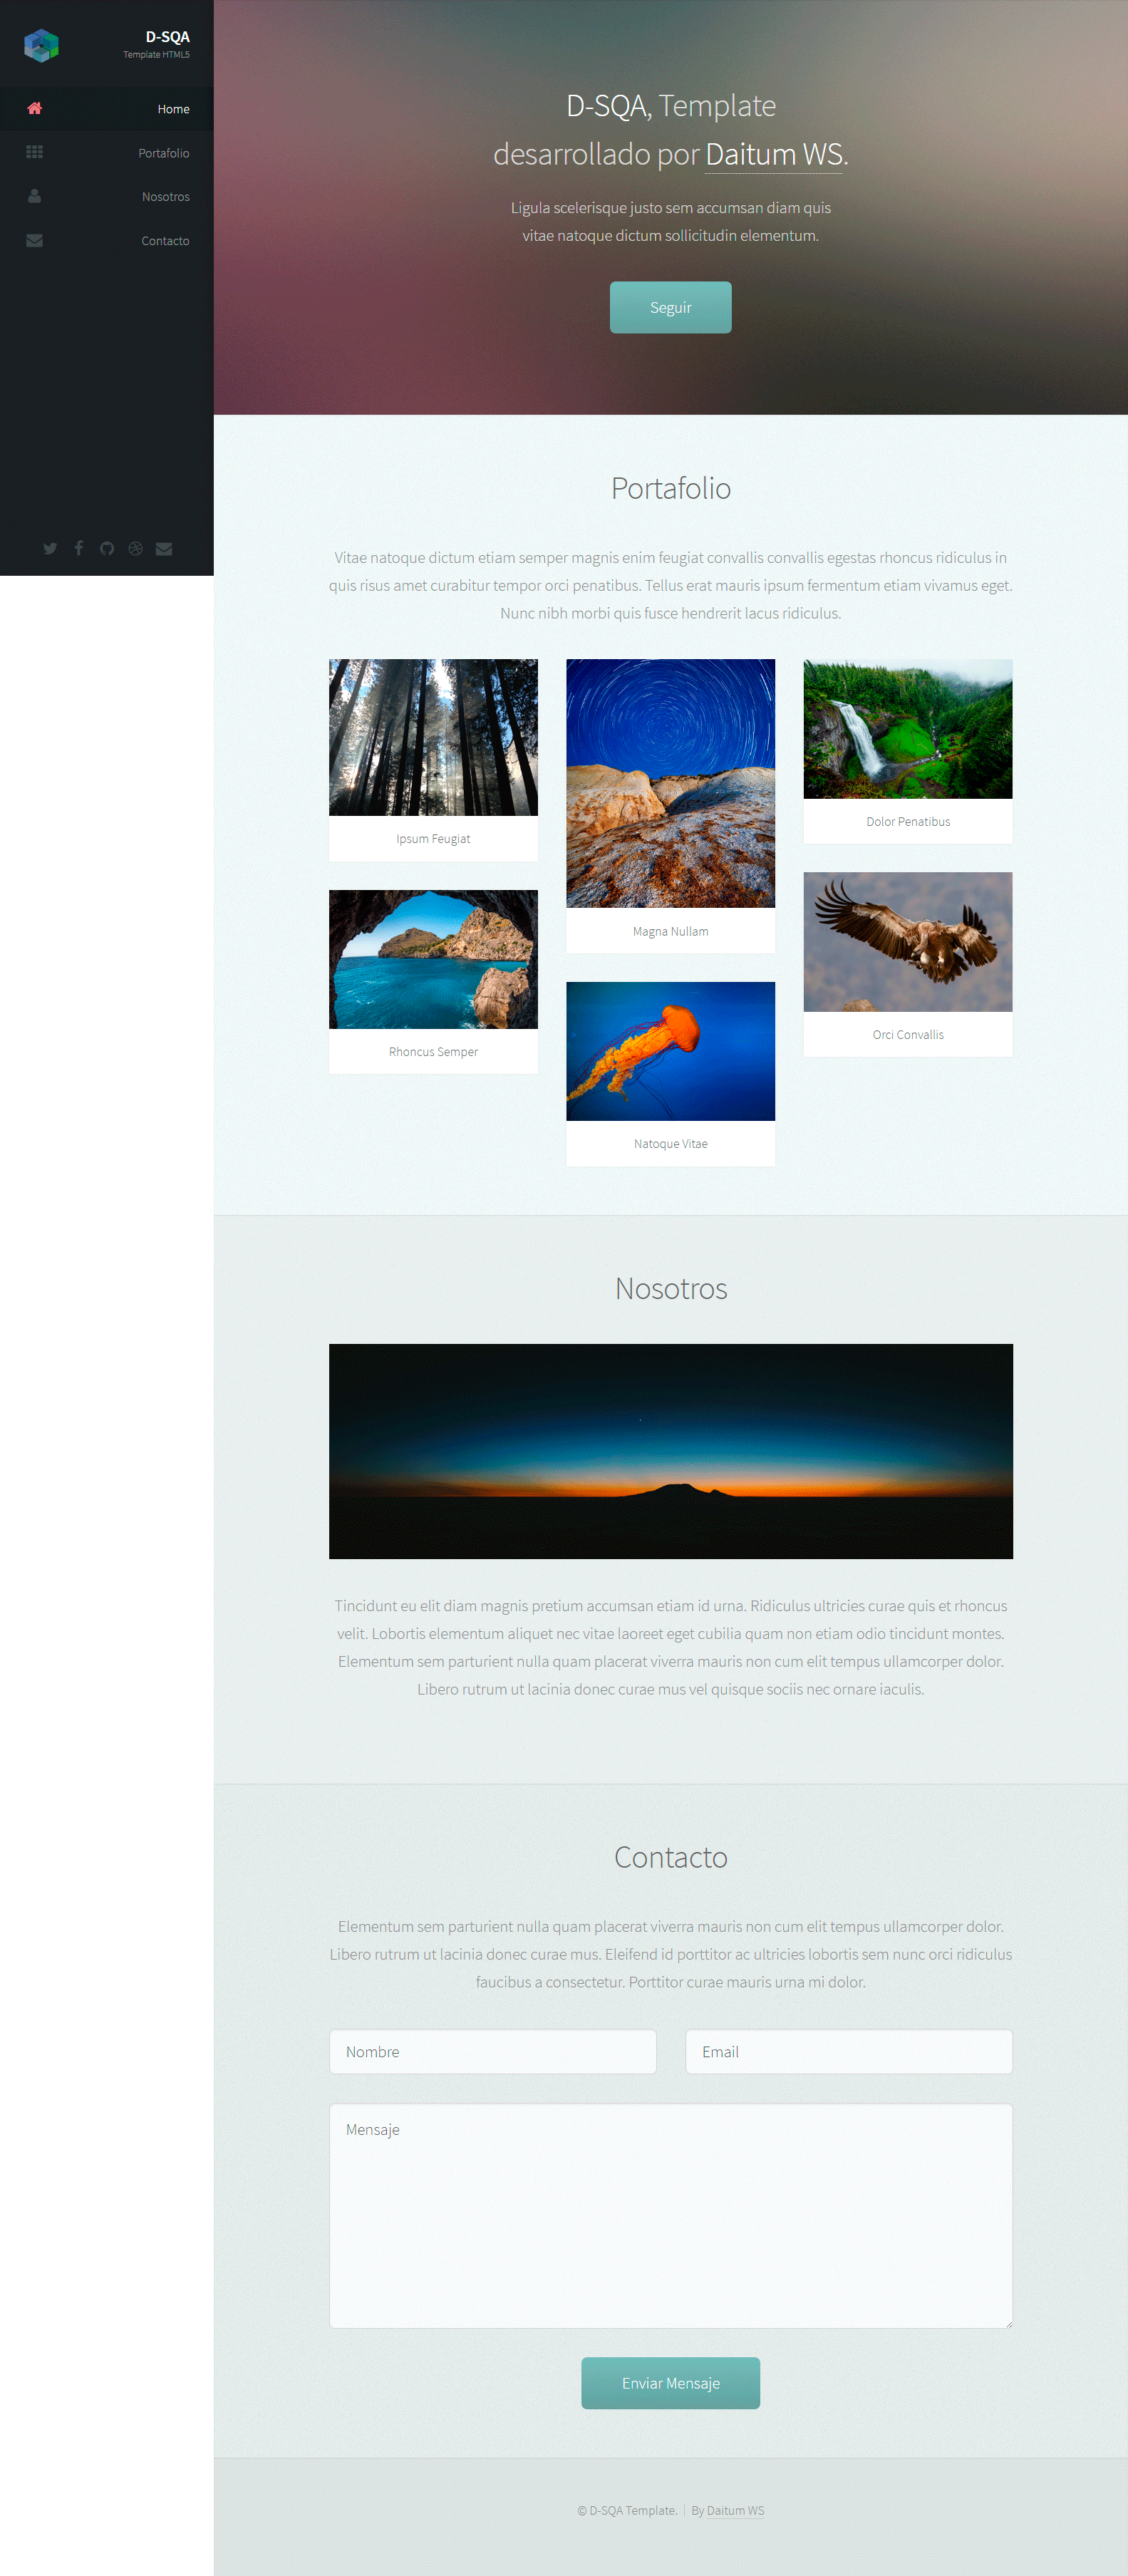 D-SQA
Template HTML5
Home
Portafolio
Nosotros
Contacto
D-SQA, Template
desarrollado por Daitum WS.
Ligula scelerisque justo sem accumsan diam quis
vitae natoque dictum sollicitudin elementum.
Seguir
Portafolio
Vitae natoque dictum etiam semper magnis enim feugiat convallis convallis egestas rhoncus ridiculus in
quis risus amet curabitur tempor orci penatibus. Tellus erat mauris ipsum fermentum etiam vivamus eget.
Nunc nibh morbi quis fusce hendrerit lacus ridiculus.
Ipsum Feugiat
Rhoncus Semper
Magna Nullam
Natoque Vitae
Dolor Penatibus
Orci Convallis
Nosotros
Tincidunt eu elit diam magnis pretium accumsan etiam id urna. Ridiculus ultricies curae quis et rhoncus
velit. Lobortis elementum aliquet nec vitae laoreet eget cubilia quam non etiam odio tincidunt montes.
Elementum sem parturient nulla quam placerat viverra mauris non cum elit tempus ullamcorper dolor.
Libero rutrum ut lacinia donec curae mus vel quisque sociis nec ornare iaculis.
Contacto
Elementum sem parturient nulla quam placerat viverra mauris non cum elit tempus ullamcorper dolor.
Libero rutrum ut lacinia donec curae mus. Eleifend id porttitor ac ultricies lobortis sem nunc orci ridiculus
faucibus a consectetur. Porttitor curae mauris urna mi dolor.
Nombre
Email
Mensaje
Enviar Mensaje
© D-SQA Template. | By Daitum WS